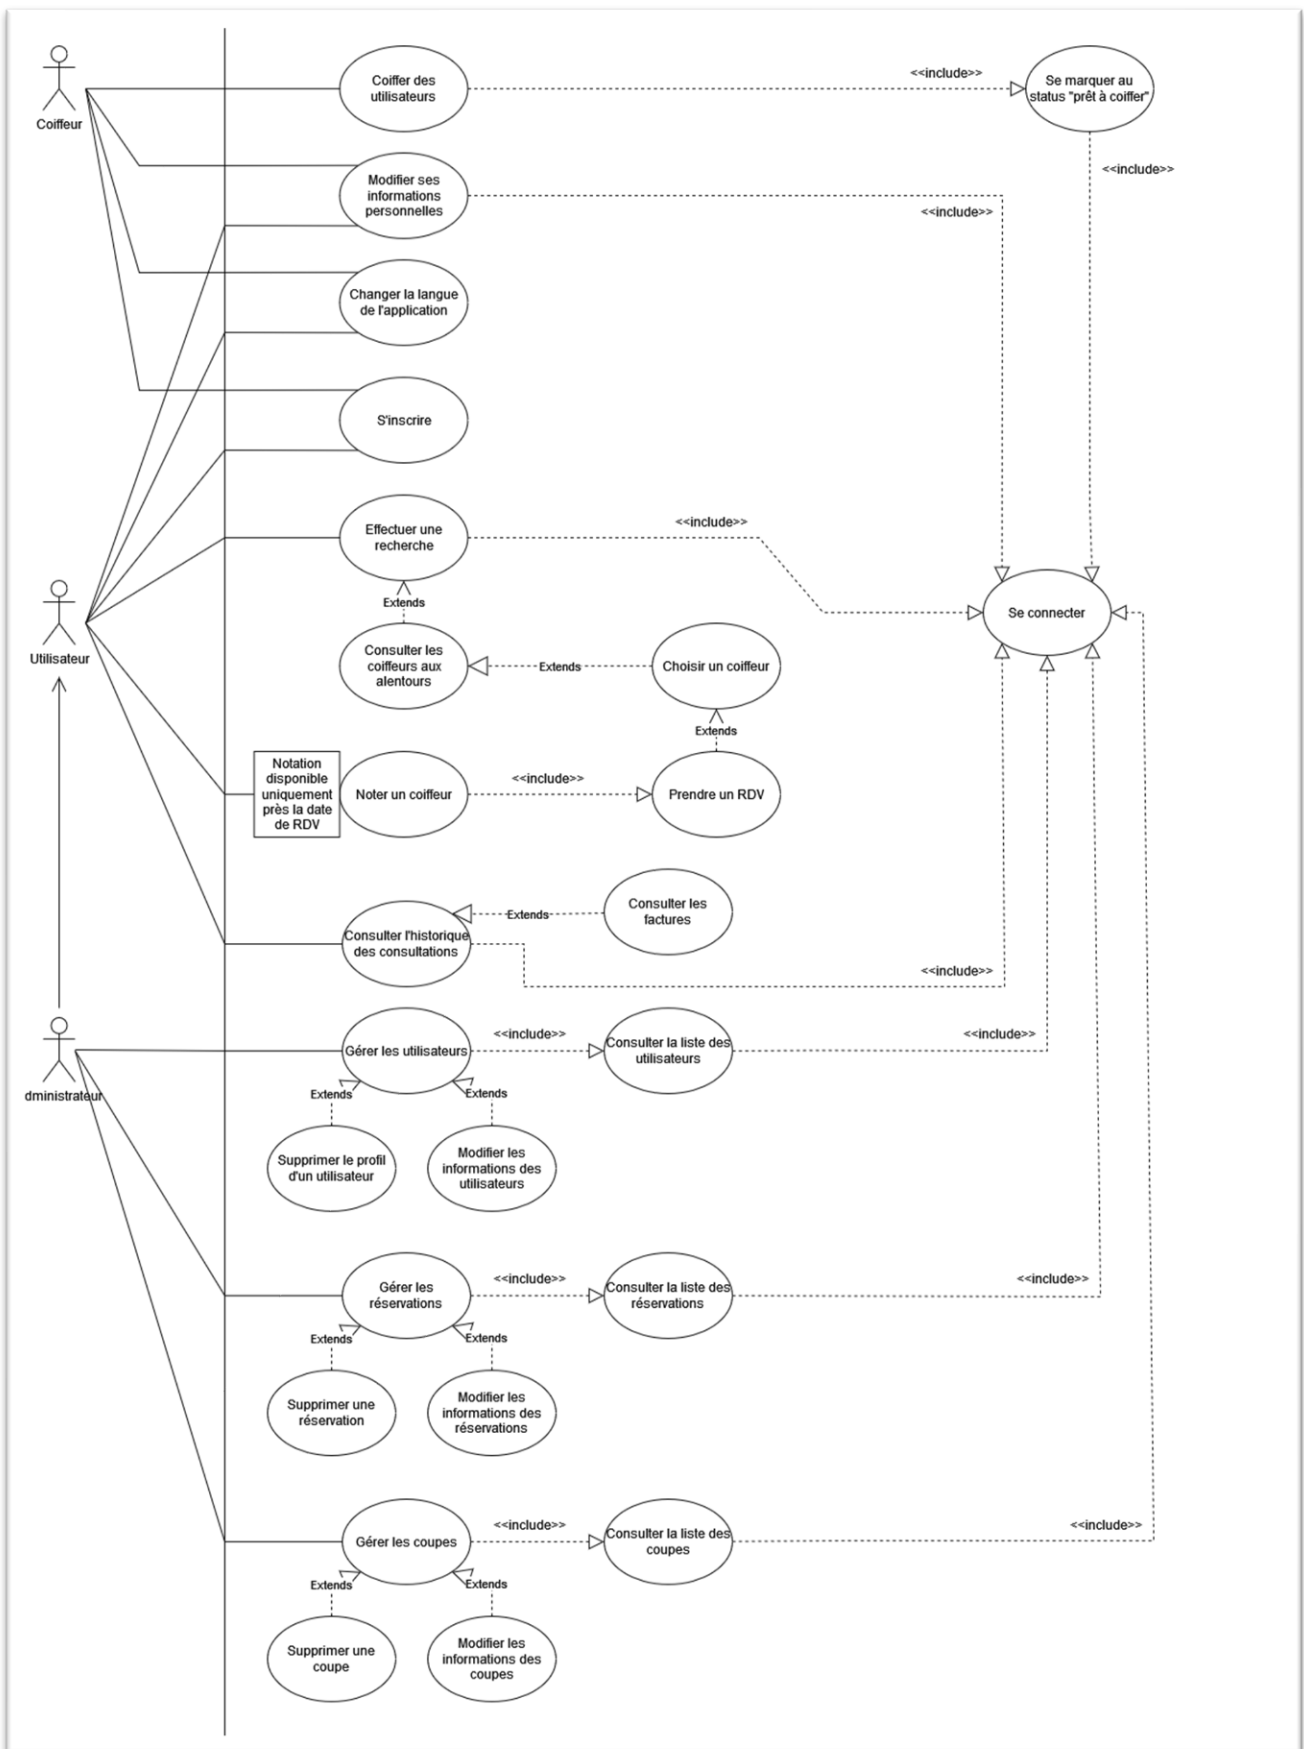 Coiffeur
Coiffer des
utilisateurs
<<include>>
Se marquer au
status "prêt à coiffer"
<<include>>
Modifier ses
informations
personnelles
<<include>>
Changer la langue
de l'application
S'inscrire
Effectuer une
recherche
<<include>>
Se connecter
Extends
Utilisateur
Consulter les
coiffeurs aux
alentours
Extends
Choisir un coiffeur
Extends
Notation
disponible
uniquement
près la date
de RDV
Noter un coiffeur
<<include>>
Prendre un RDV
Consulter les
factures
Extends
Consulter l'historique
des consultations
<<include>>
dministrateur
Gérer les utilisateurs
<<include>>
Consulter la liste des
utilisateurs
<<include>>
Extends
Extends
Supprimer le profil
d'un utilisateur
Modifier les
informations des
utilisateurs
Gérer les
réservations
<<include>>
Consulter la liste des
réservations
<<include>>
Extends
Extends
Supprimer une
réservation
Modifier les
informations des
réservations
Gérer les coupes
<<include>>
Consulter la liste des
coupes
<<include>>
Extends
Extends
Supprimer une
coupe
Modifier les
informations des
coupes